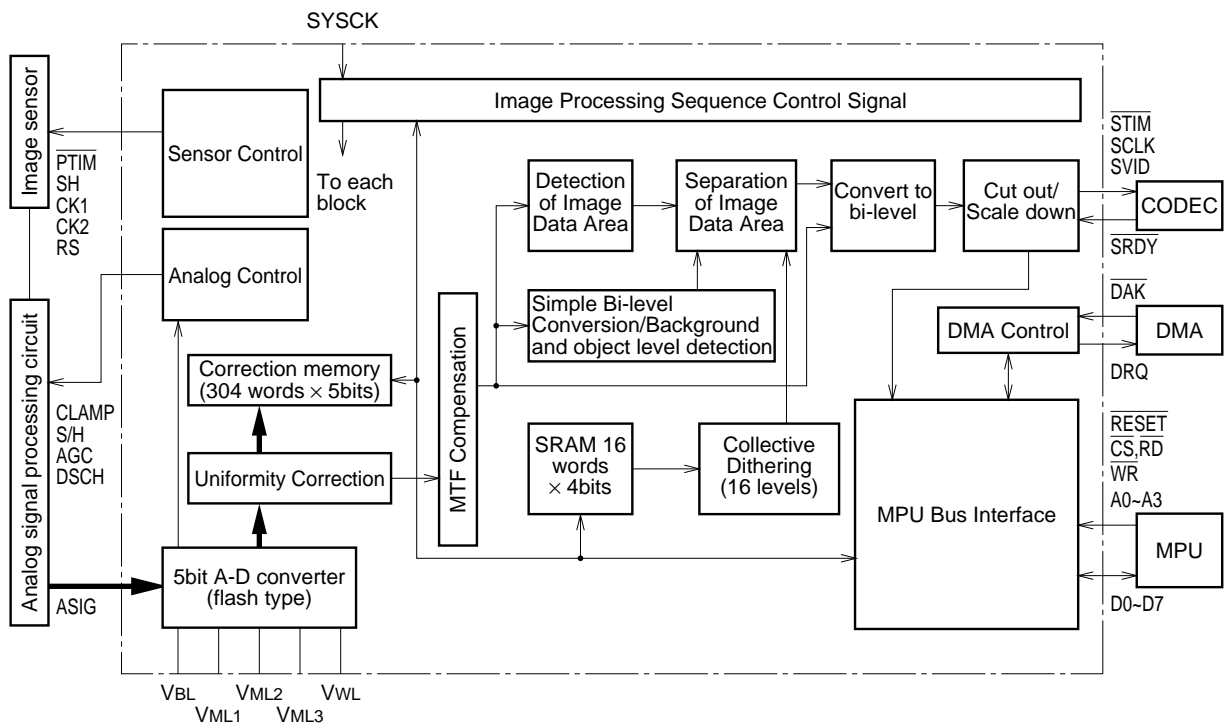 SYSCK
Image sensor
PTIM
SH
CK1
CK2
RS
Sensor Control
Image Processing Sequence Control Signal
To each
block
Detection
of Image
Data Area
Separation
of Image
Data Area
Convert to
bi-level
Cut out/
Scale down
STIM
SCLK
SVID
CODEC
SRDY
Analog Control
Analog signal processing circuit
CLAMP
S/H
AGC
DSCH
ASIG
Simple Bi-level
Conversion/Background
and object level detection
DMA Control
DAK
DMA
DRQ
Correction memory
(304 words × 5bits)
Uniformity Correction
MTF Compensation
SRAM 16
words
× 4bits
Collective
Dithering
(16 levels)
MPU Bus Interface
RESET
CS,RD
WR
A0~A3
MPU
D0~D7
5bit A-D converter
(flash type)
VBL
VML1
VML2
VML3
VWL